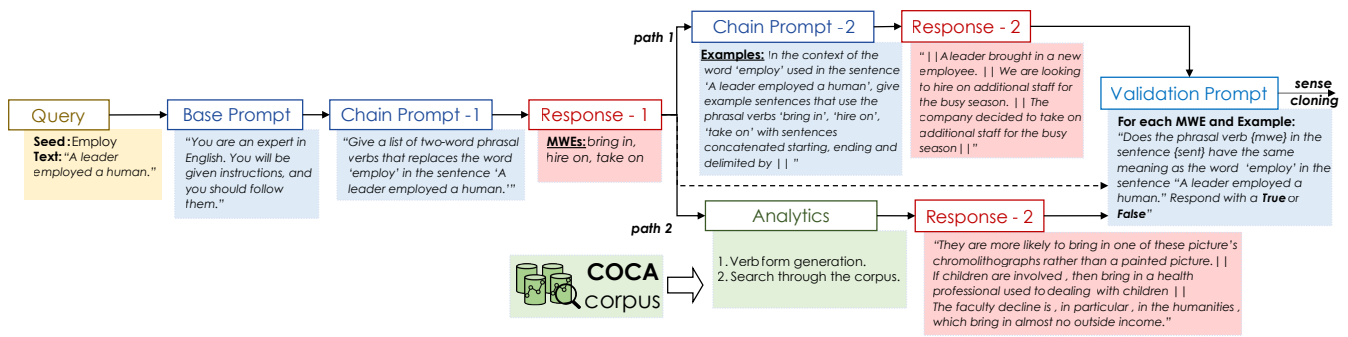 Query
Seed: Employ
Text: "A leader
employed a human."
Base Prompt
"You are an expert in
English. You will be
given instructions, and
you should follow
them."
Chain Prompt -1
"Give a list of two-word phrasal
verbs that replaces the word
'employ' in the sentence 'A
leader employed a human.'"
Response - 1
MWEs: bring in,
hire on, take on
path 1
Chain Prompt -2
Examples: In the context of the
word 'employ' used in the sentence
'A leader employed a human', give
example sentences that use the
phrasal verbs 'bring in', 'hire on',
'take on' with sentences
concatenated starting, ending and
delimited by || "
Response - 2
"||A leader brought in a new
employee. || We are looking
to hire on additional staff for
the busy season. || The
company decided to take on
additional staff for the busy
season||"
Validation Prompt
For each MWE and Example:
"Does the phrasal verb {mwe} in the
sentence {sent} have the same
meaning as the word 'employ' in the
sentence "A leader employed a
human." Respond with a True or
False"
sense
cloning
path 2
Analytics
1. Verb form generation.
2. Search through the corpus.
COCA
corpus
Response - 2
"They are more likely to bring in one of these picture's
chromolithographs rather than a painted picture. ||
If children are involved , then bring in a health
professional used to dealing with children ||
The faculty decline is , in particular , in the humanities ,
which bring in almost no outside income."